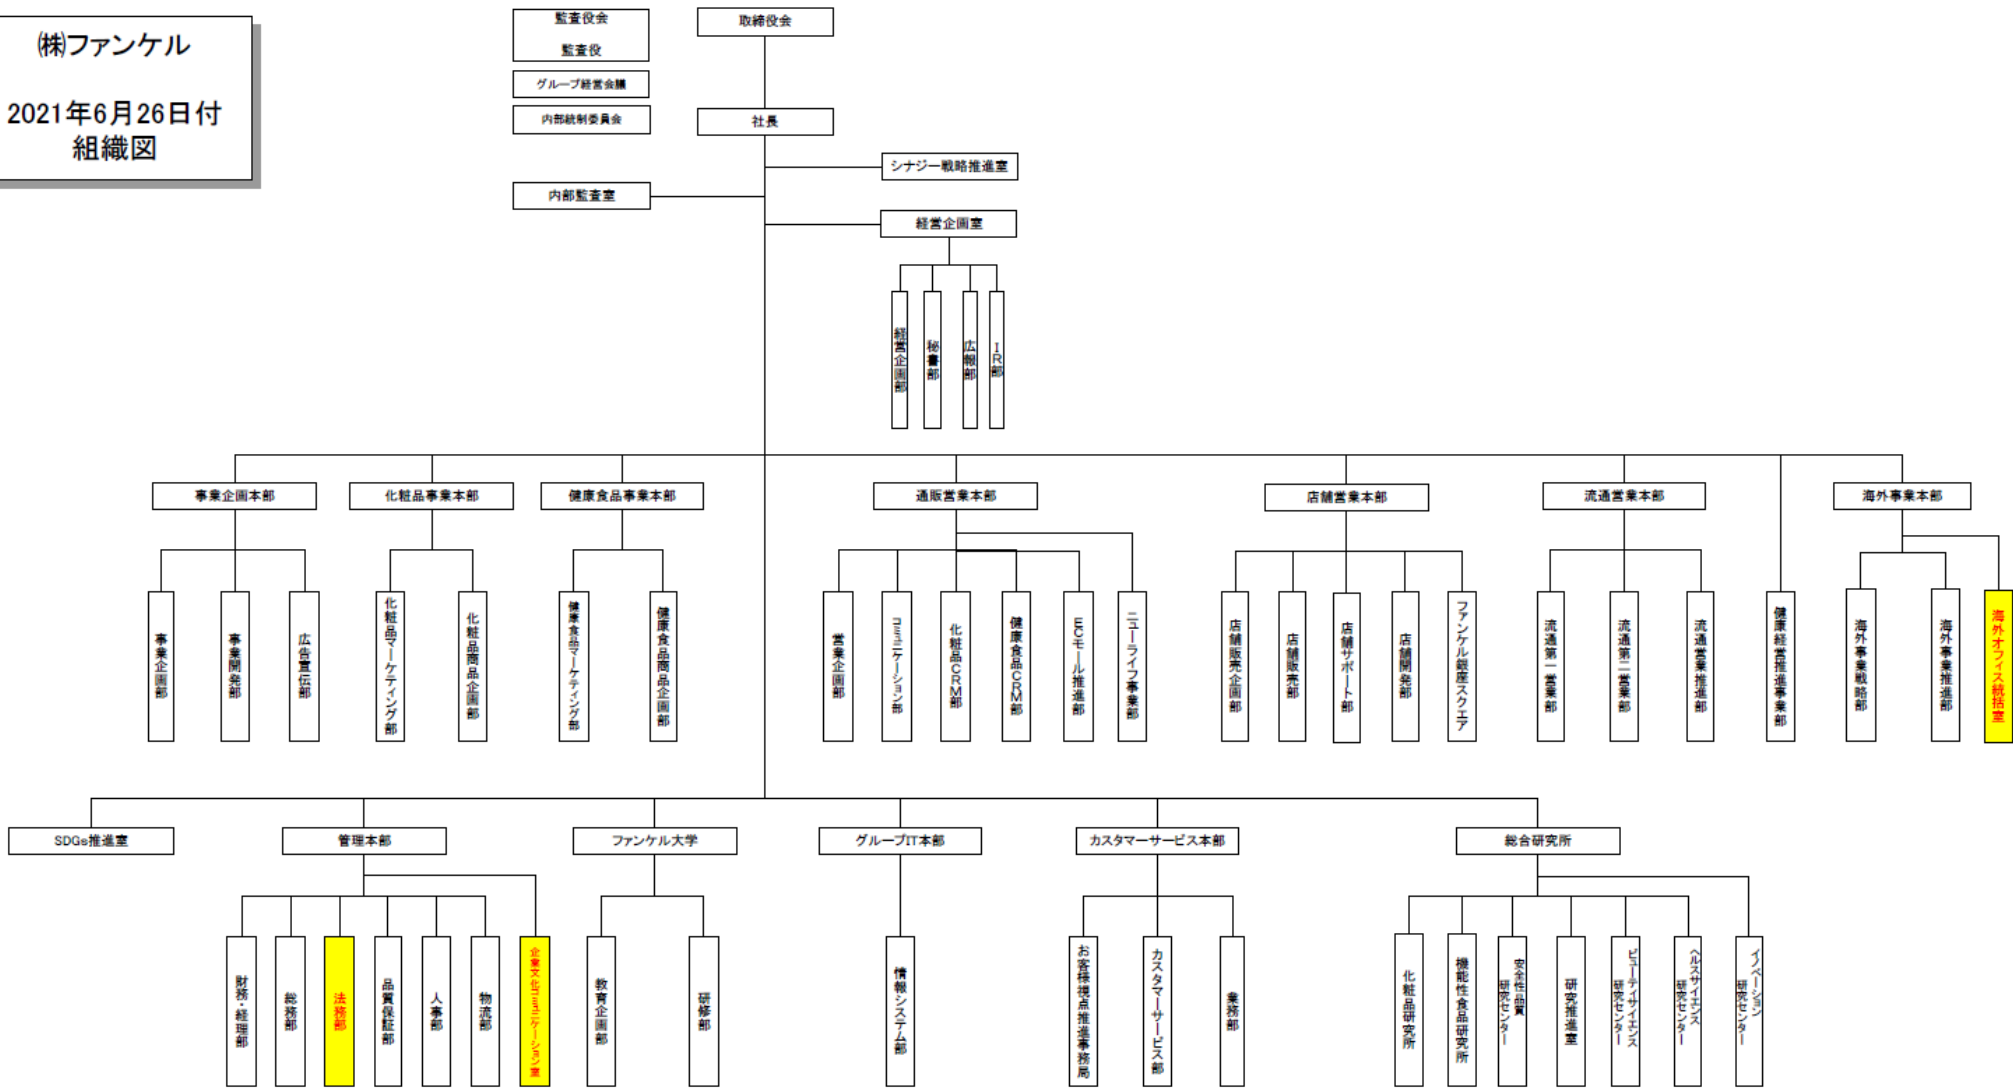 ㈱ファンケル
2021年6月26日付
組織図
監査役会
監査役
グループ経営会議
内部統制委員会
取締役会
社長
シナジー戦略推進室
内部監査室
経営企画室
経営企画部
秘書部
広報部
IR部
事業企画本部
化粧品事業本部
健康食品事業本部
通販営業本部
店舗営業本部
流通営業本部
海外事業本部
事業企画部
事業開発部
広告宣伝部
化粧品マーケティング部
化粧品商品企画部
健康食品マーケティング部
健康食品商品企画部
営業企画部
コミュニケーション部
化粧品CRM部
健康食品CRM部
ECモール推進部
ニューライフ事業部
店舗販売企画部
店舗販売部
店舗サポート部
店舗開発部
ファンケル銀座スクエア
流通第一営業部
流通第二営業部
流通営業推進部
健康経営推進事業部
海外事業戦略部
海外事業推進部
海外オフィス統括室
SDGs推進室
管理本部
ファンケル大学
グループIT本部
カスタマーサービス本部
総合研究所
財務・経理部
総務部
法務部
品質保証部
人事部
物流部
企業文化コミュニケーション室
教育企画部
研修部
情報システム部
お客様視点推進事務局
カスタマーサービス部
業務部
化粧品研究所
機能性食品研究所
安全性品質
研究センター
研究推進室
ビューティサイエンス
研究センター
ヘルスサイエンス
研究センター
イノベーション
研究センター